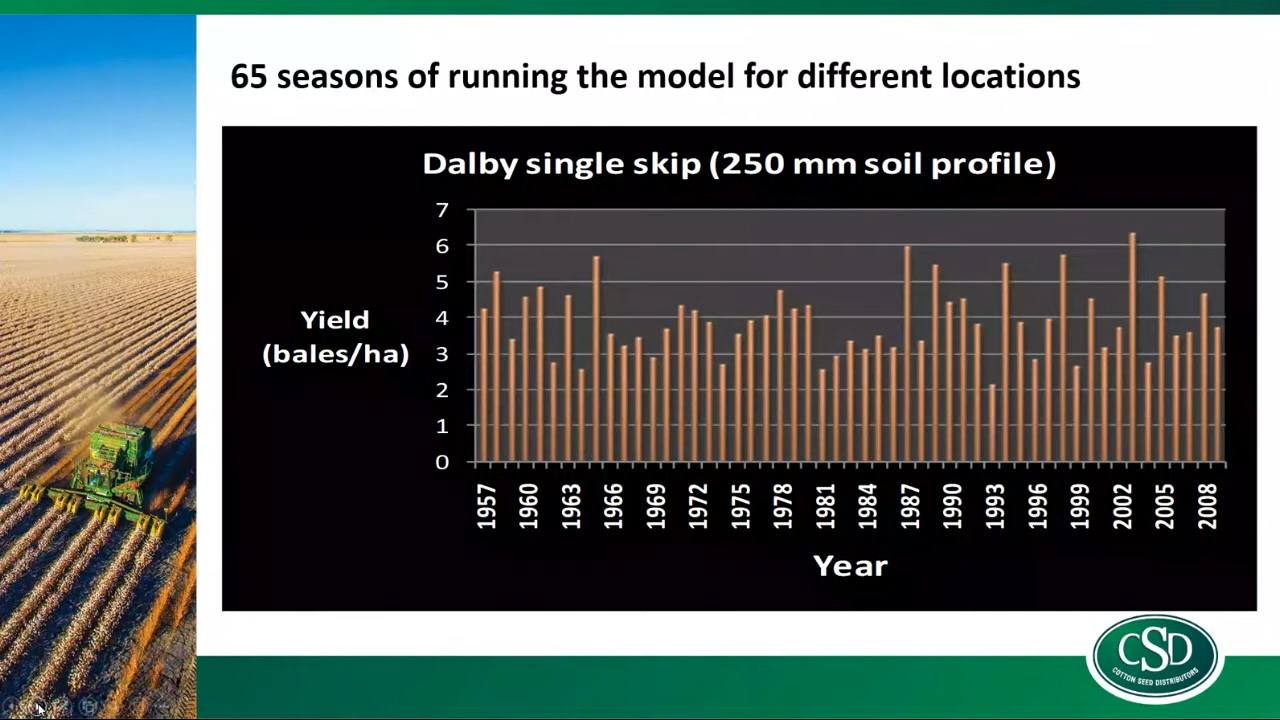 65 seasons of running the model for different locations
Dalby single skip (250 mm soil profile)
7
6
5
4
3
2
1
0
Yield
(bales/ha)
1957 1960 1963 1966 1969 1972 1975 1978 1981 1984 1987 1990 1993 1996 1999 2002 2005 2008
Year
CSD
COTTON SEED DISTRIBUTORS